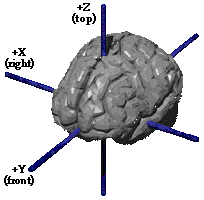 +Z
(top)
+X
(right)
+Y
(front)